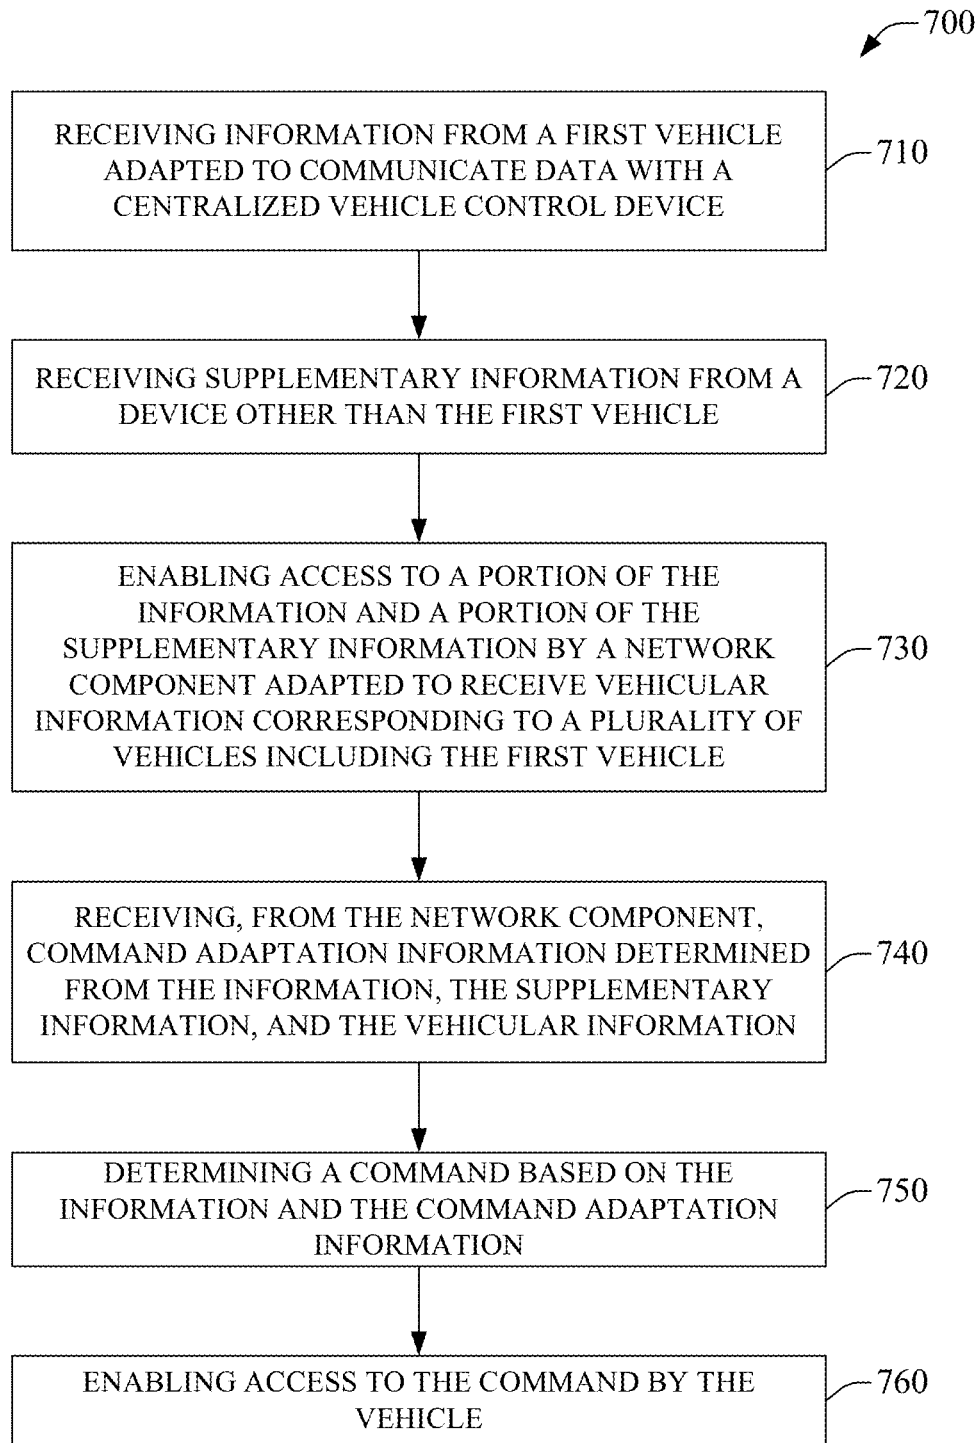 700
RECEIVING INFORMATION FROM A FIRST VEHICLE
ADAPTED TO COMMUNICATE DATA WITH A
CENTRALIZED VEHICLE CONTROL DEVICE
710
RECEIVING SUPPLEMENTARY INFORMATION FROM A
DEVICE OTHER THAN THE FIRST VEHICLE
720
ENABLING ACCESS TO A PORTION OF THE
INFORMATION AND A PORTION OF THE
SUPPLEMENTARY INFORMATION BY A NETWORK
COMPONENT ADAPTED TO RECEIVE VEHICULAR
INFORMATION CORRESPONDING TO A PLURALITY OF
VEHICLES INCLUDING THE FIRST VEHICLE
730
RECEIVING, FROM THE NETWORK COMPONENT,
COMMAND ADAPTATION INFORMATION DETERMINED
FROM THE INFORMATION, THE SUPPLEMENTARY
INFORMATION, AND THE VEHICULAR INFORMATION
740
DETERMINING A COMMAND BASED ON THE
INFORMATION AND THE COMMAND ADAPTATION
INFORMATION
750
ENABLING ACCESS TO THE COMMAND BY THE
VEHICLE
760